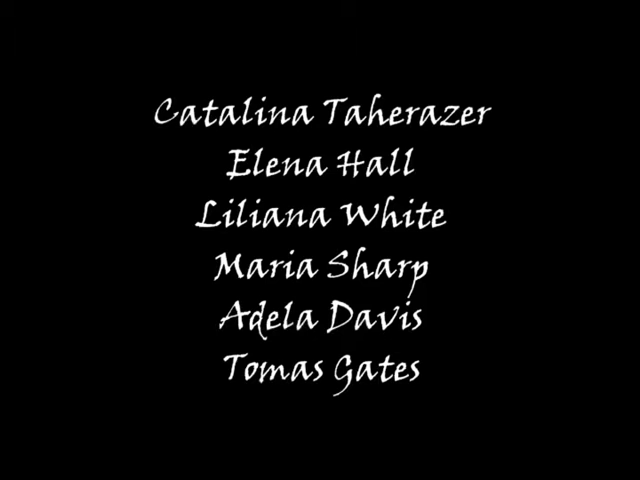 Catalina Taherazer
Elena Hall
Liliana White
Maria Sharp
Adela Davis
Tomas Gates